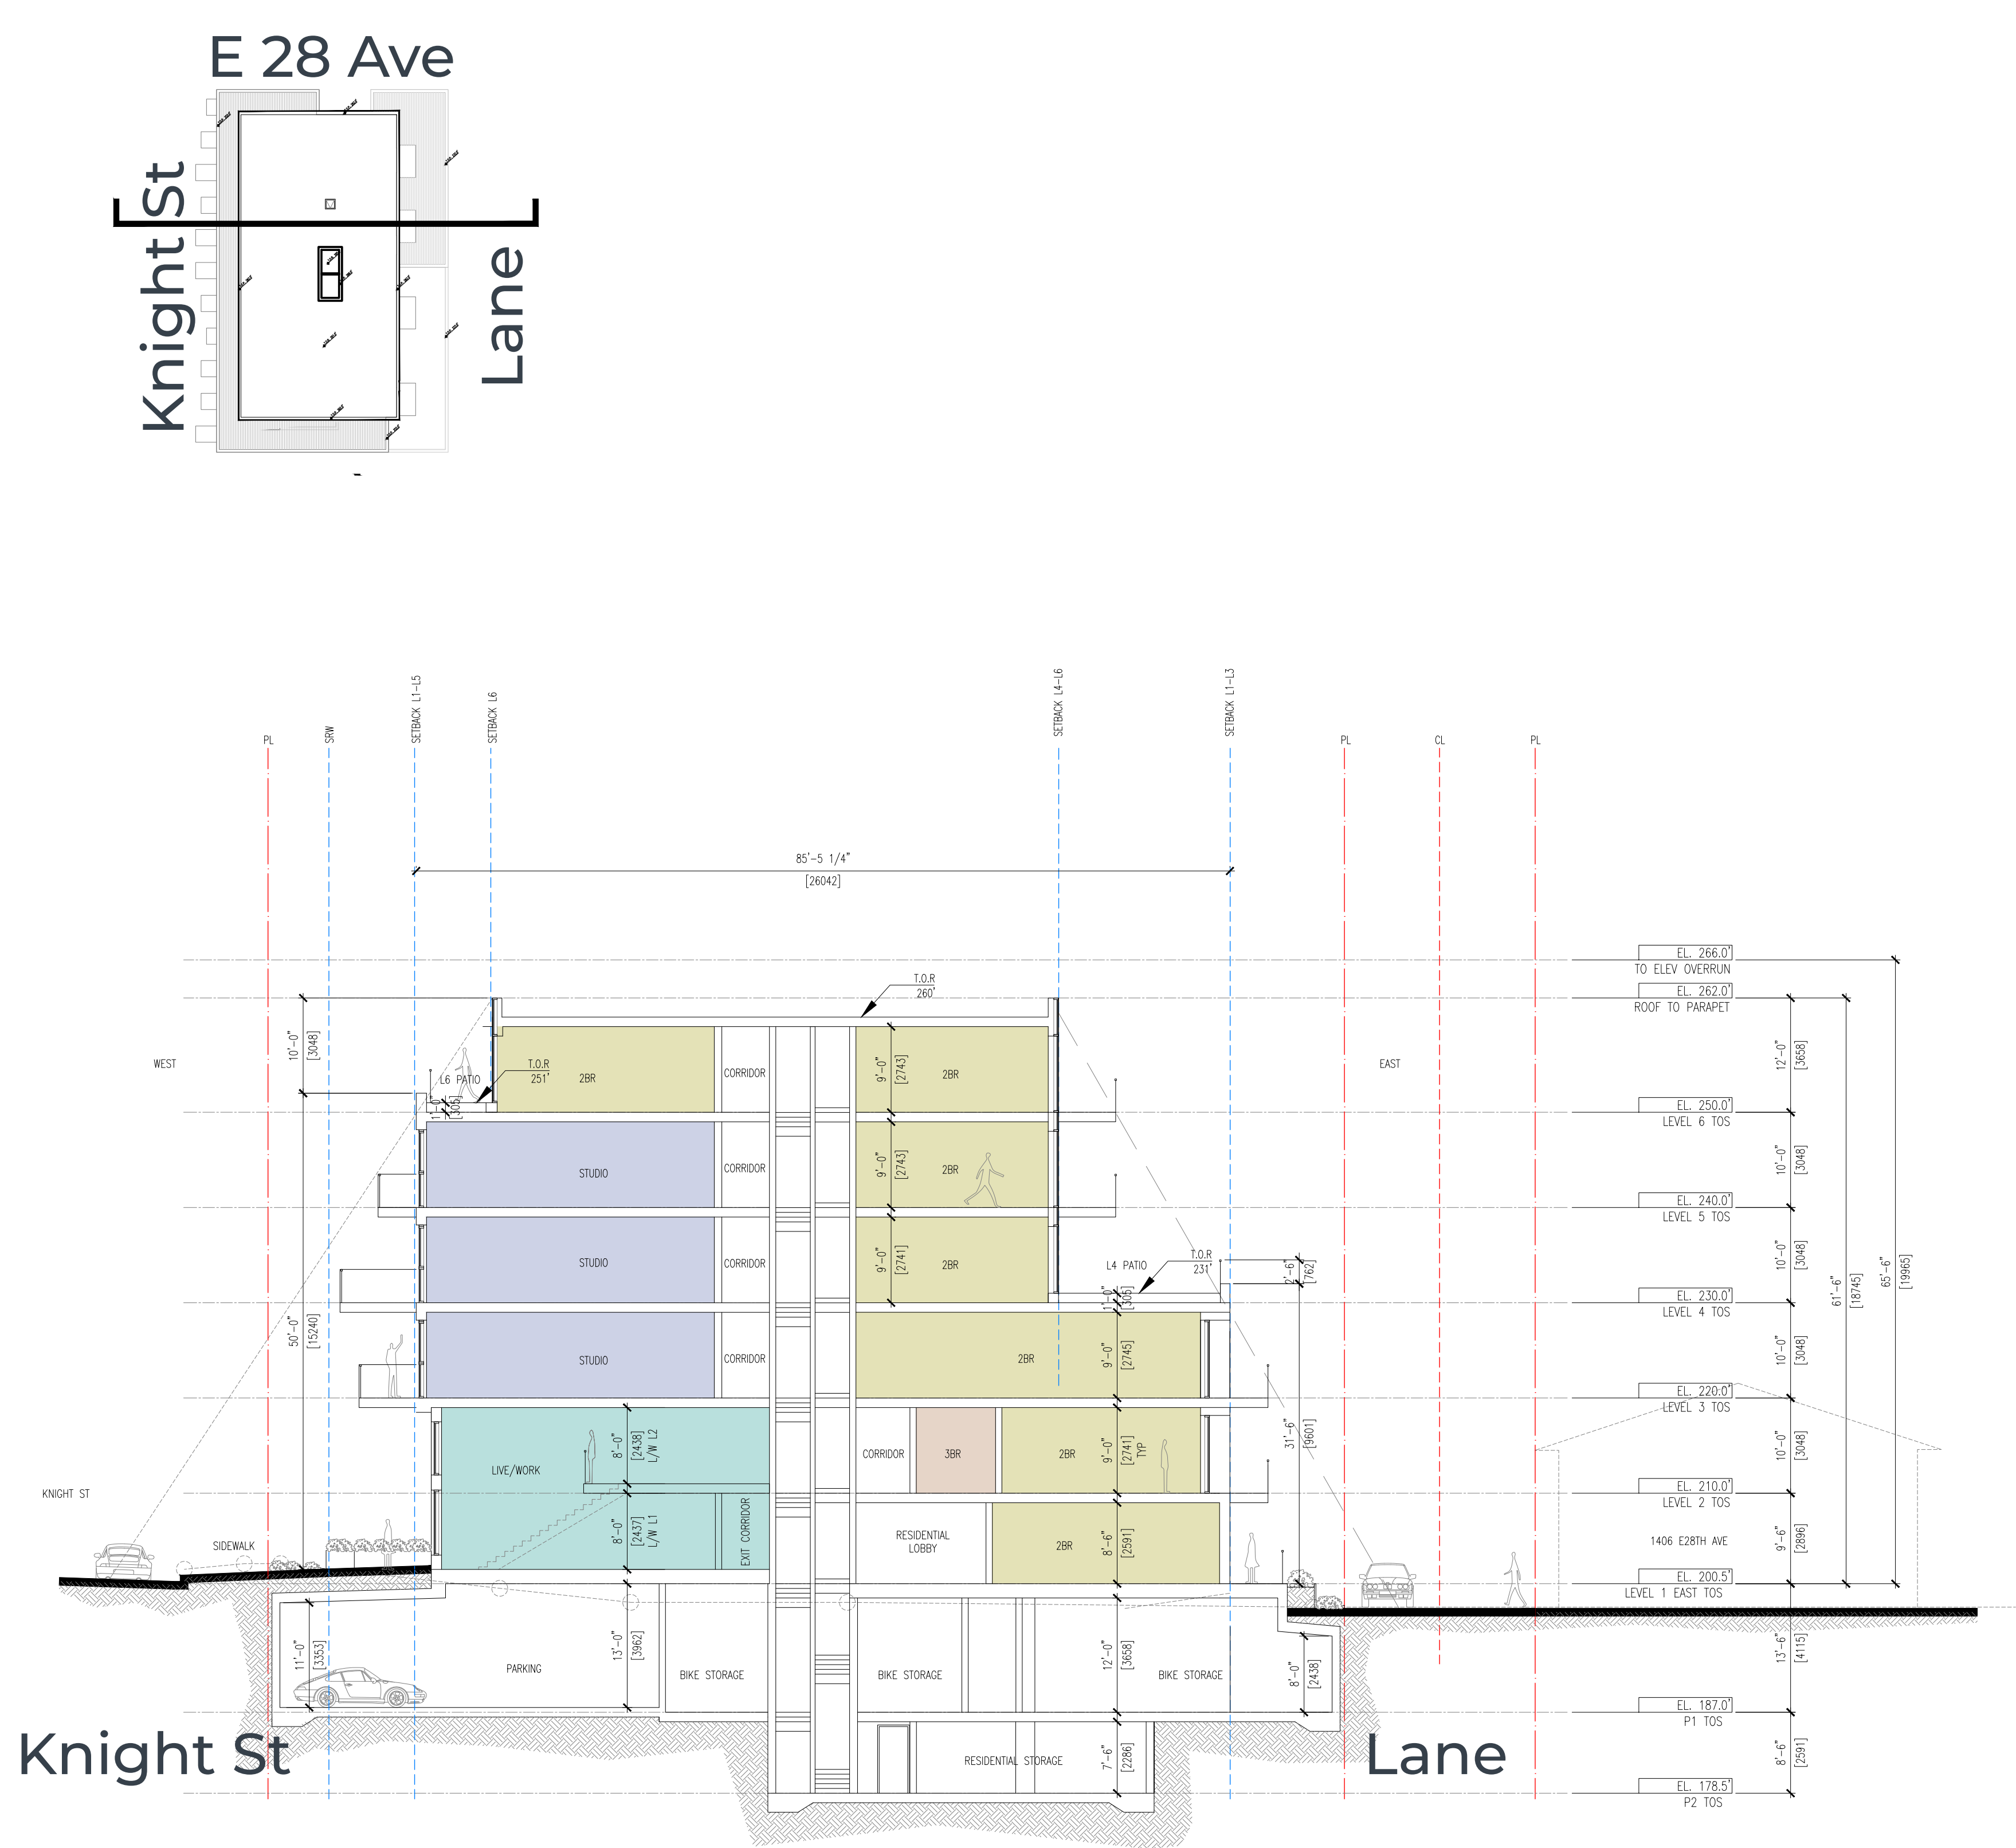 E 28 Ave
Knight St
Lane
PL
SRW
SETBACK L1-L5
SETBACK L6
SETBACK L4-L6
SETBACK L1-L3
PL
CL
PL
85'-5 1/4"
[26042]
EL. 266.0'
TO ELEV OVERRUN
T.O.R
260'
EL. 262.0'
ROOF TO PARAPET
10'-0"
[3048]
WEST
L6 PATIO
T.O.R
251'
1'-0"
[305]
2BR
CORRIDOR
9'-0"
[2743]
2BR
EAST
12'-0"
[3658]
EL. 250.0'
LEVEL 6 TOS
STUDIO
CORRIDOR
9'-0"
[2743]
2BR
10'-0"
[3048]
EL. 240.0'
LEVEL 5 TOS
STUDIO
CORRIDOR
9'-0"
[2741]
2BR
L4 PATIO
T.O.R
231'
1'-0"
[305]
2'-6"
[762]
10'-0"
[3048]
61'-6"
[18745]
65'-6"
[19965]
EL. 230.0'
LEVEL 4 TOS
50'-0"
[15240]
STUDIO
CORRIDOR
2BR
9'-0"
[2745]
10'-0"
[3048]
EL. 220.0'
LEVEL 3 TOS
LIVE/WORK
8'-0"
[2438]
L/W L2
CORRIDOR
3BR
2BR
9'-0"
[2741]
TYP
31'-6"
[9601]
10'-0"
[3048]
KNIGHT ST
EL. 210.0'
LEVEL 2 TOS
SIDEWALK
8'-0"
[2437]
L/W L1
EXIT CORRIDOR
RESIDENTIAL
LOBBY
2BR
8'-6"
[2591]
1406 E28TH AVE
9'-6"
[2896]
EL. 200.5'
LEVEL 1 EAST TOS
11'-0"
[3353]
PARKING
13'-0"
[3962]
BIKE STORAGE
BIKE STORAGE
12'-0"
[3658]
BIKE STORAGE
8'-0"
[2438]
13'-6"
[4115]
EL. 187.0'
P1 TOS
Knight St
RESIDENTIAL STORAGE
7'-6"
[2286]
Lane
8'-6"
[2591]
EL. 178.5'
P2 TOS